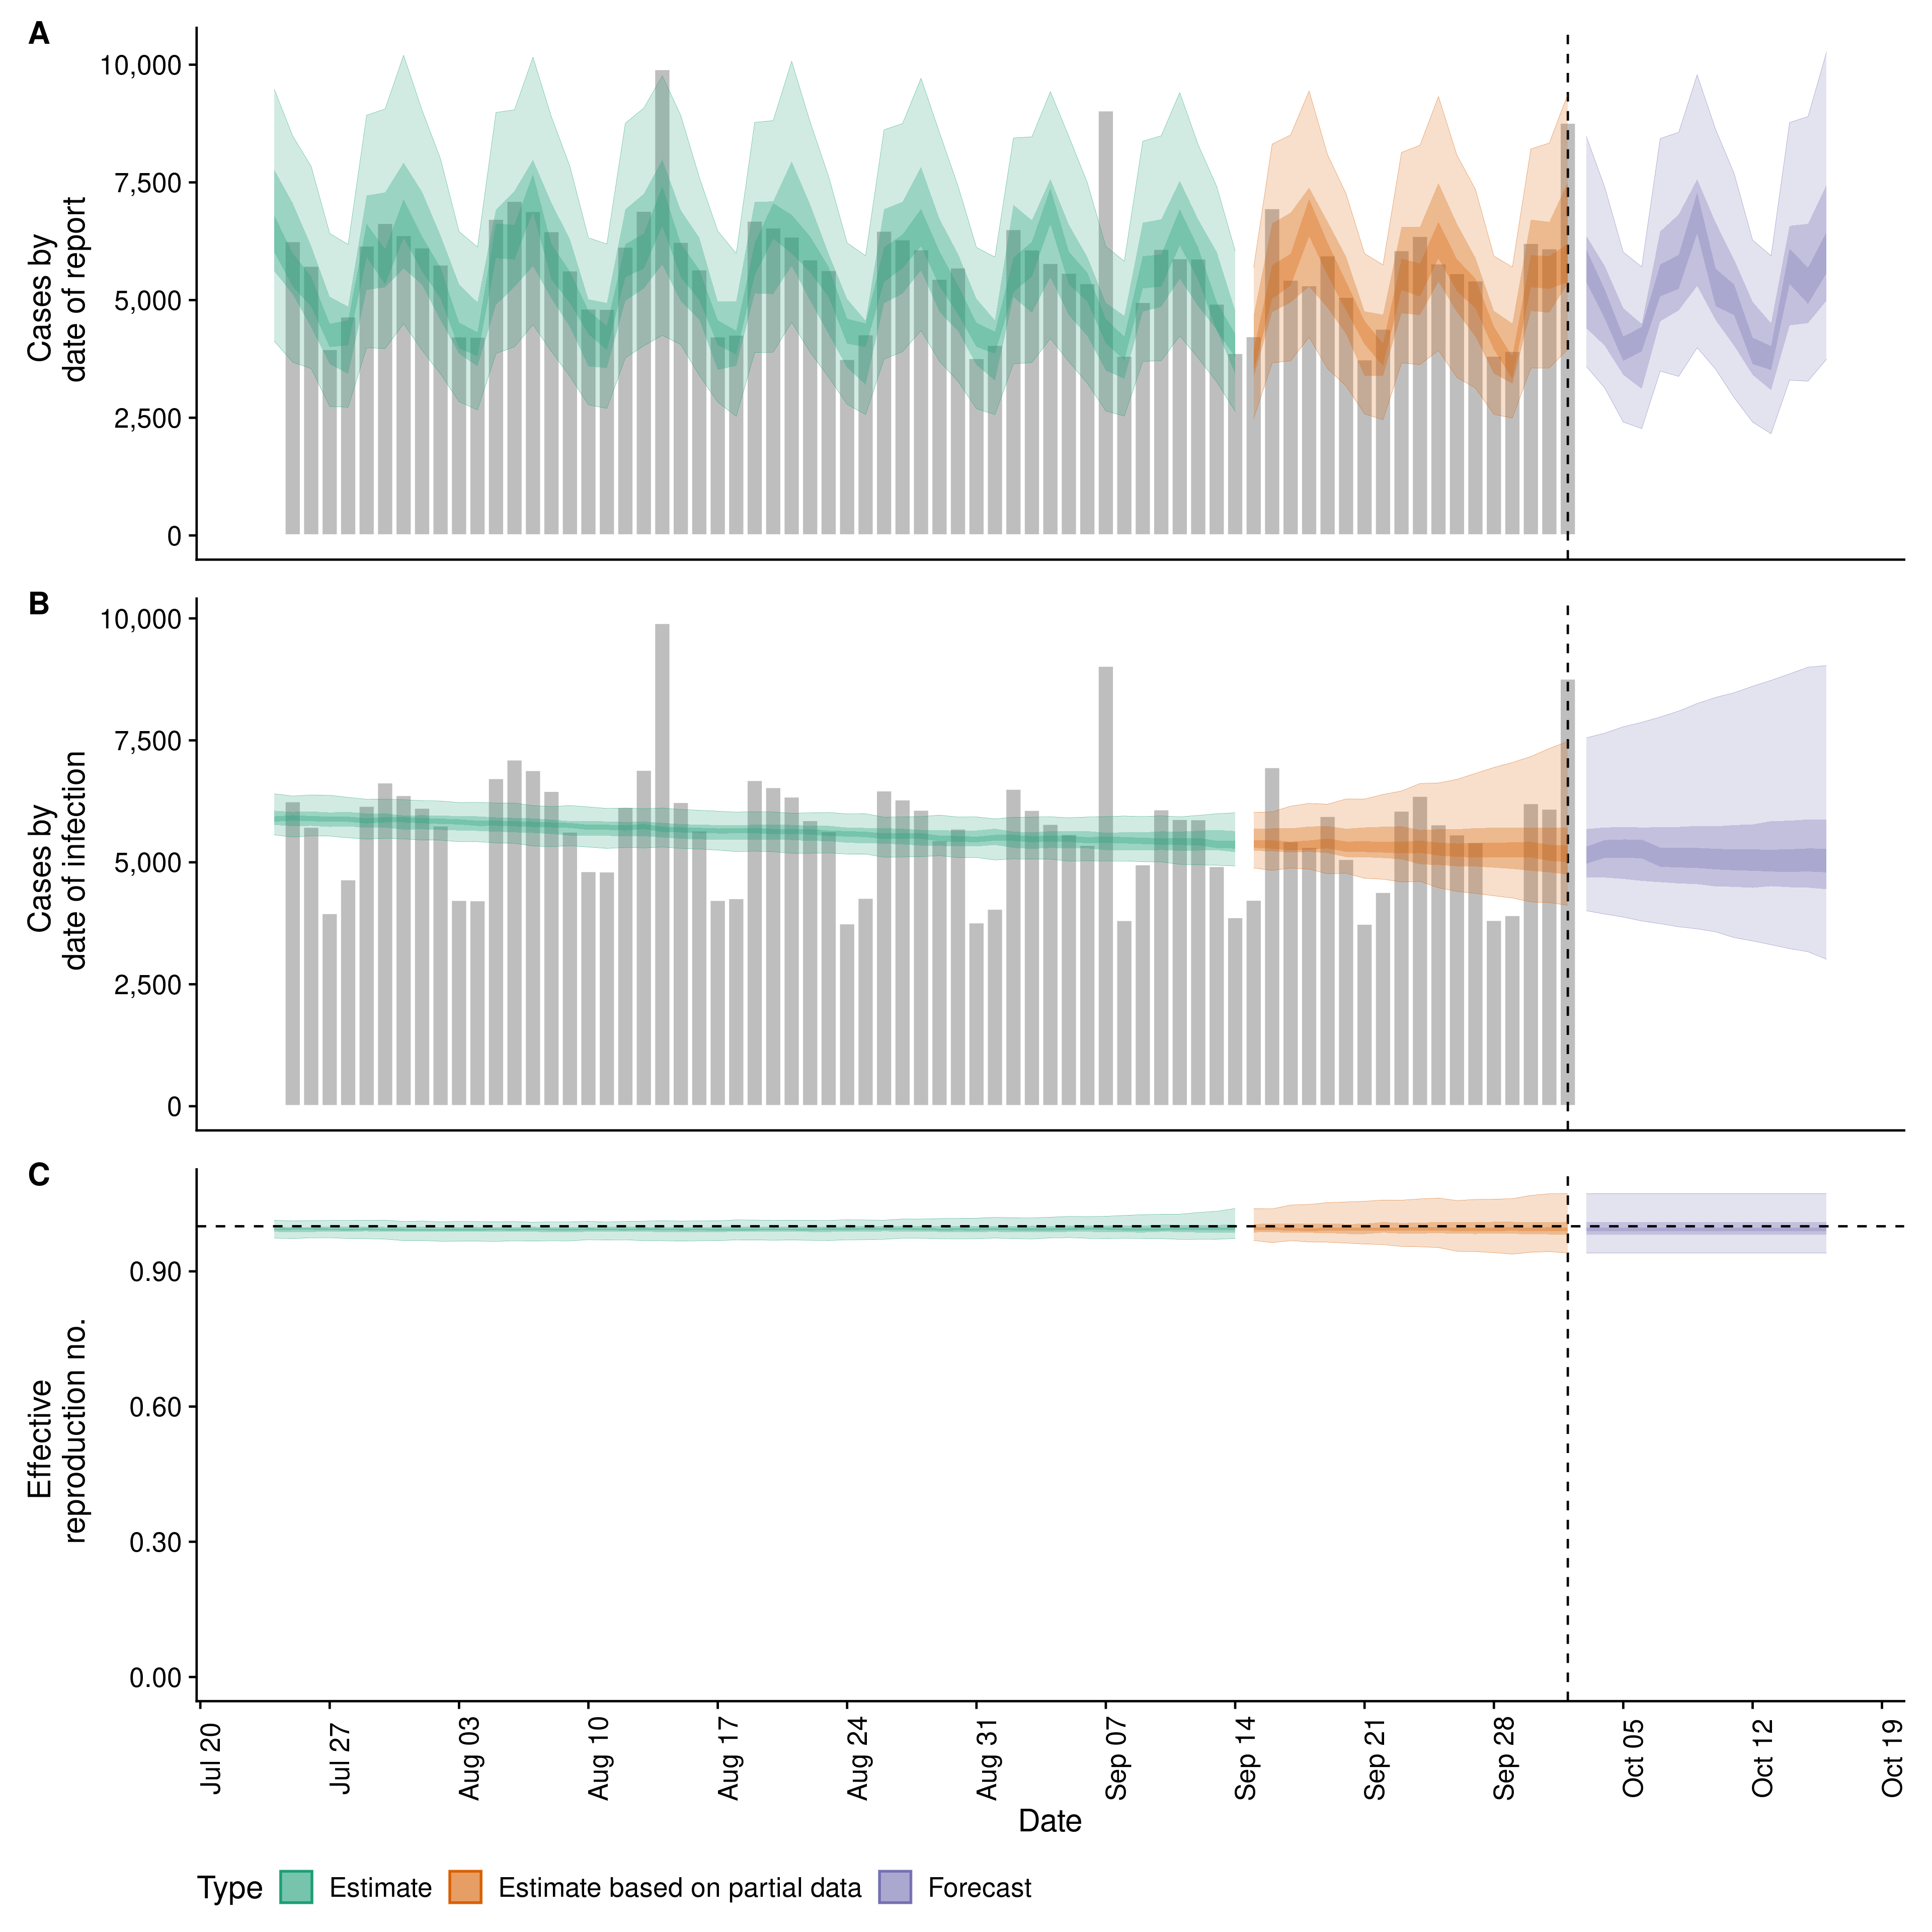 A
10,000
7,500
5,000
2,500
0
Cases by
date of report
B
10,000
7,500
5,000
2,500
0
Cases by
date of infection
C
0.90
0.60
0.30
0.00
Effective
reproduction no.
Jul 20
Jul 27
Aug 03
Aug 10
Aug 17
Aug 24
Aug 31
Sep 07
Sep 14
Sep 21
Sep 28
Oct 05
Oct 12
Oct 19
Date
Type Estimate Estimate based on partial data Forecast